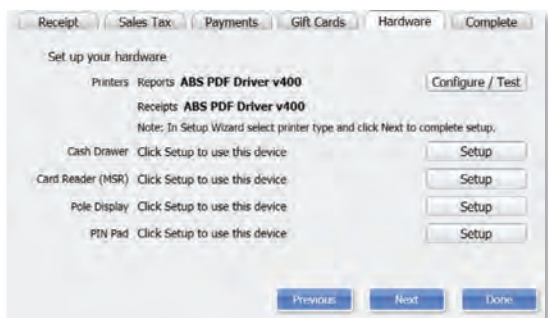 Receipt Sales Tax Payments Gift Cards Hardware Complete
Set up your hardware
Printers Reports ABS PDF Driver v400 Configure / Test
Receipts ABS PDF Driver v400
Note: In Setup Wizard select printer type and click Next to complete setup.
Cash Drawer Click Setup to use this device Setup
Card Reader (MSR) Click Setup to use this device Setup
Pole Display Click Setup to use this device Setup
PIN Pad Click Setup to use this device Setup
Previous Next Done